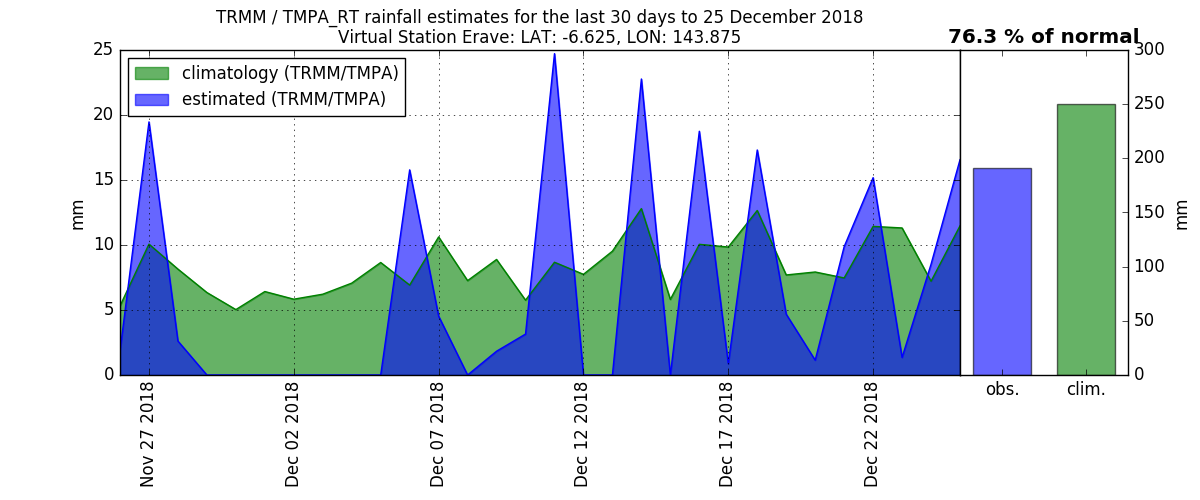 TRMM / TMPA_RT rainfall estimates for the last 30 days to 25 December 2018
Virtual Station Erave: LAT: -6.625, LON: 143.875
76.3 % of normal
climatology (TRMM/TMPA)
estimated (TRMM/TMPA)
mm
25
20
15
10
5
0
Nov 27 2018
Dec 02 2018
Dec 07 2018
Dec 12 2018
Dec 17 2018
Dec 22 2018
obs.
clim.
300
250
200
150
100
50
0
mm